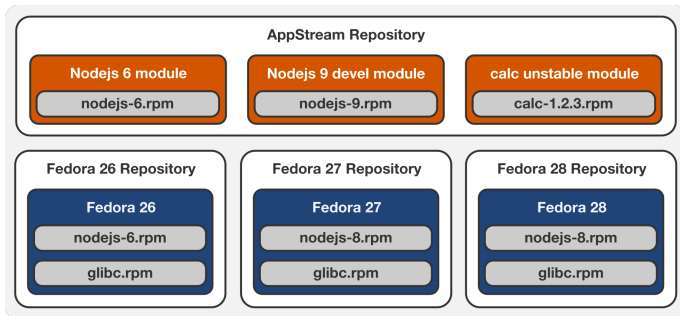 AppStream Repository
Nodejs 6 module
nodejs-6.rpm
Nodejs 9 devel module
nodejs-9.rpm
calc unstable module
calc-1.2.3.rpm
Fedora 26 Repository
Fedora 26
nodejs-6.rpm
glibc.rpm
Fedora 27 Repository
Fedora 27
nodejs-8.rpm
glibc.rpm
Fedora 28 Repository
Fedora 28
nodejs-8.rpm
glibc.rpm